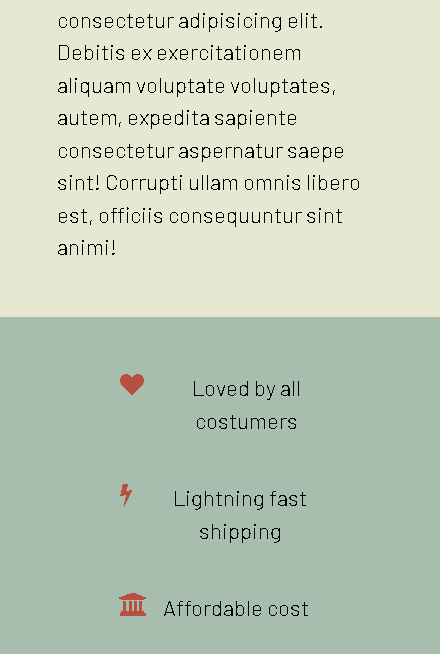 consectetur adipisicing elit.
Debitis ex exercitationem
aliquam voluptate voluptates,
autem, expedita sapiente
consectetur aspernatur saepe
sint! Corrupti ullam omnis libero
est, officiis consequuntur sint
animi!
Loved by all
costumers
Lightning fast
shipping
Affordable cost